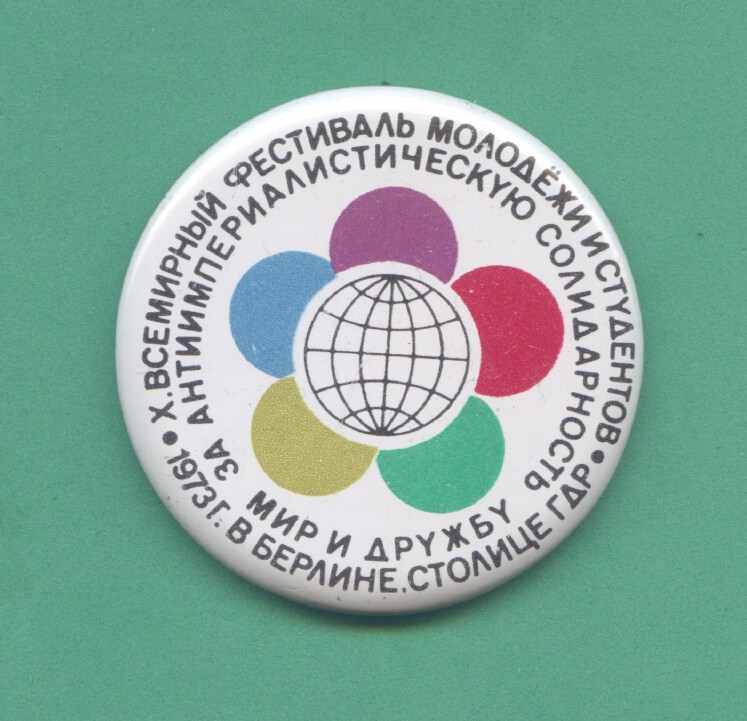 Х. ВСЕМИРНЫЙ ФЕСТИВАЛЬ МОЛОДЁЖИ И СТУДЕНТОВ •
1973 Г. В БЕРЛИНЕ. СТОЛИЦЕ ГДР •
ЗА АНТИИМПЕРИАЛИСТИЧЕСКУЮ СОЛИДАРНОСТЬ
МИР И ДРУЖБУ